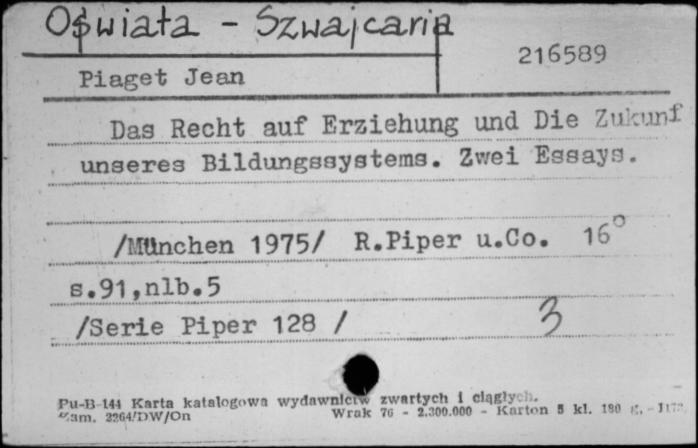 Oświata - Szwajcaria
216589
Piaget Jean
Das Recht auf Erziehung und Die Zukunf
unseres Bildungssystems. Zwei Essays.
/München 1975/ R.Piper u.Co. 16°
s.91,nlb.5
/Serie Piper 128 / 3
Pu-B-144 Karta katalogowa wydawnictw zwartych i ciągłych.
Zam. 2264/DW/On Wrak 76 - 2.300.000 - Karton 5 kl. 180 g.